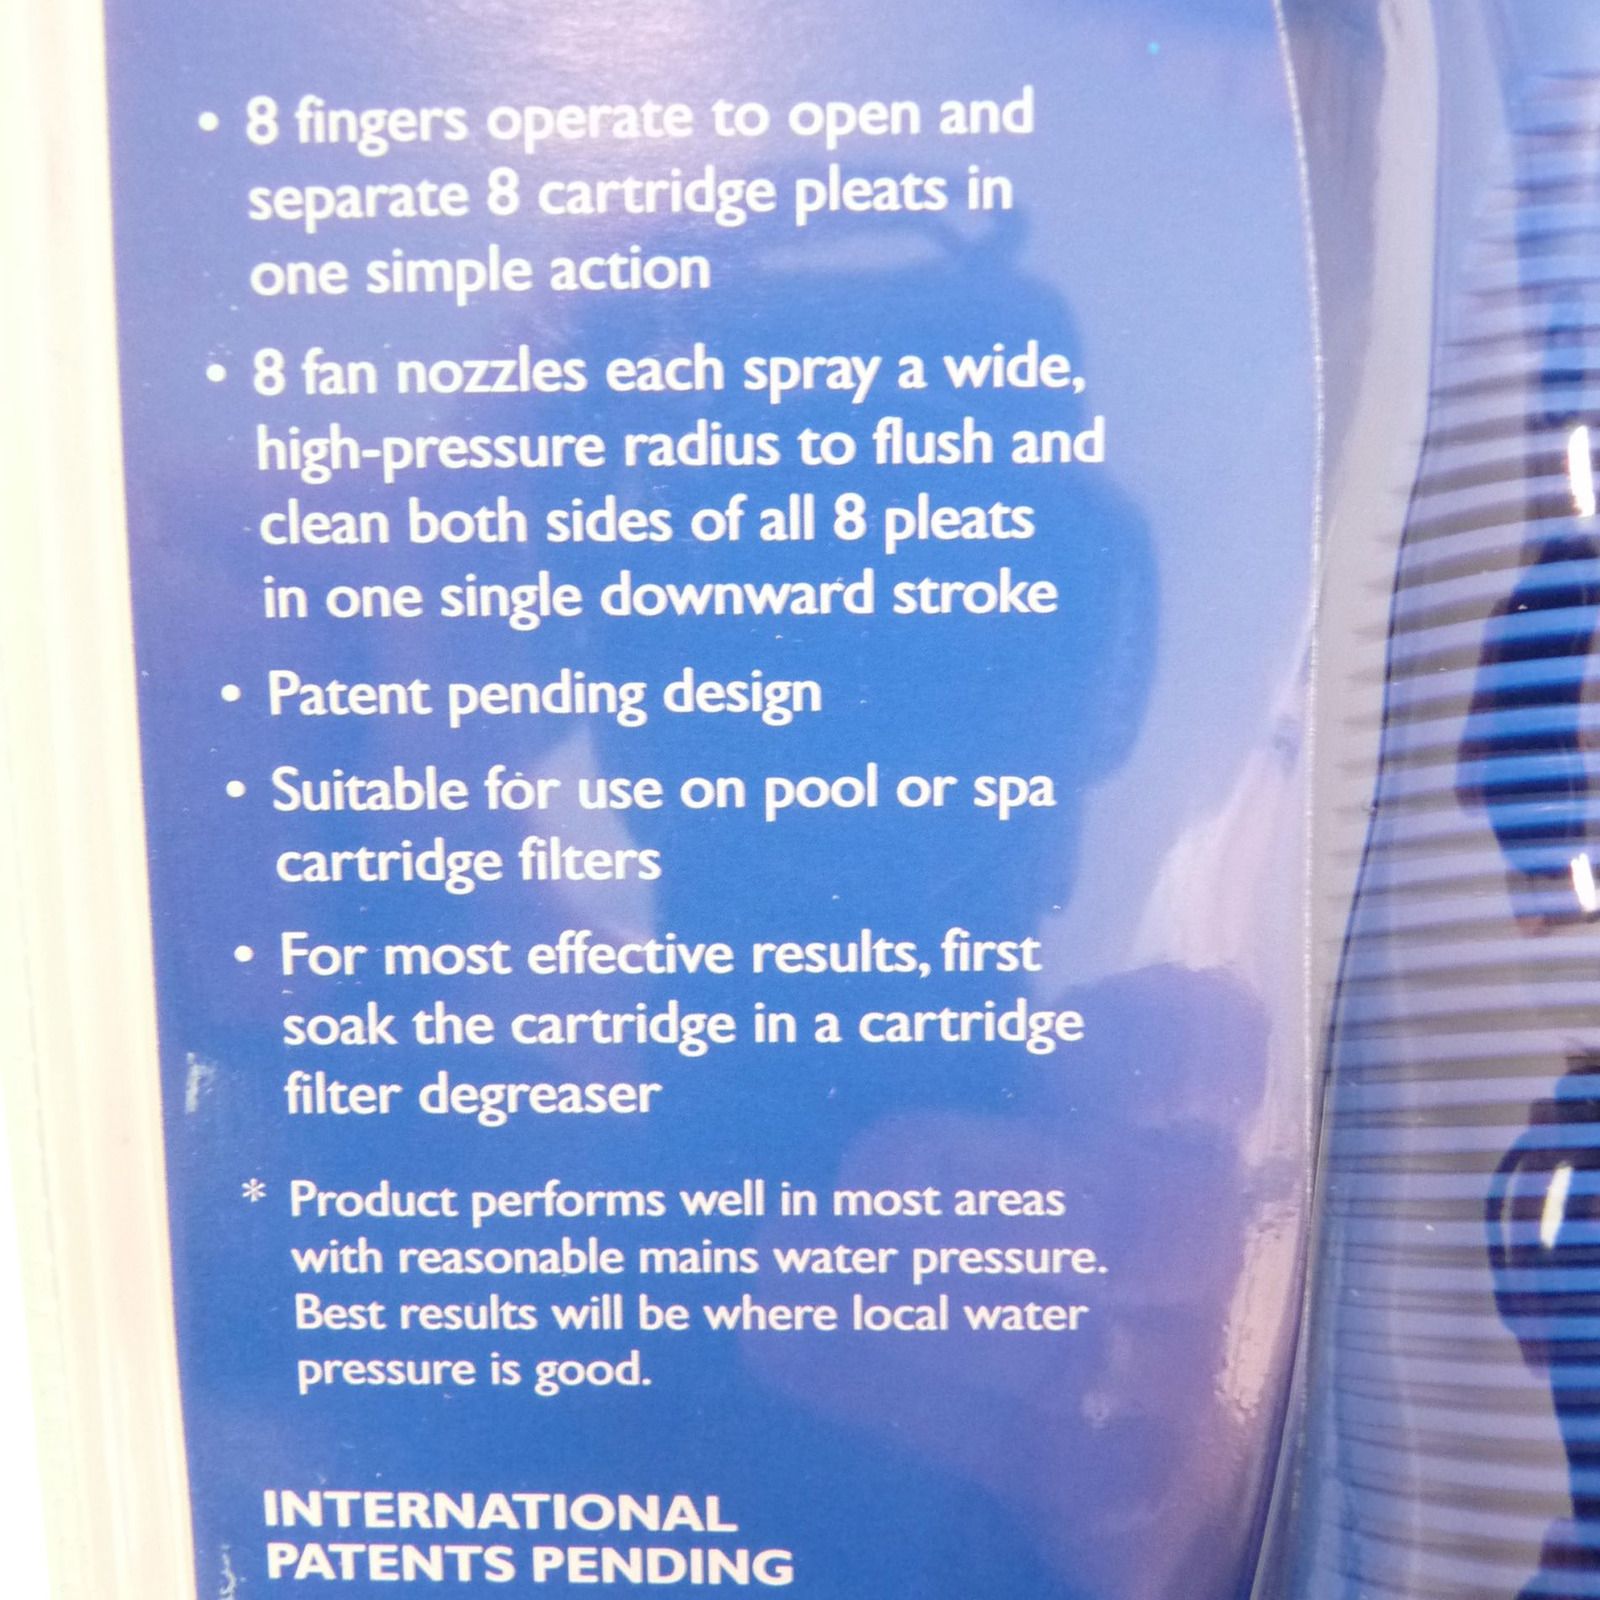 • 8 fingers operate to open and
separate 8 cartridge pleats in
one simple action
• 8 fan nozzles each spray a wide,
high-pressure radius to flush and
clean both sides of all 8 pleats
in one single downward stroke
• Patent pending design
• Suitable for use on pool or spa
cartridge filters
• For most effective results, first
soak the cartridge in a cartridge
filter degreaser
* Product performs well in most areas
with reasonable mains water pressure.
Best results will be where local water
pressure is good.
INTERNATIONAL
PATENTS PENDING